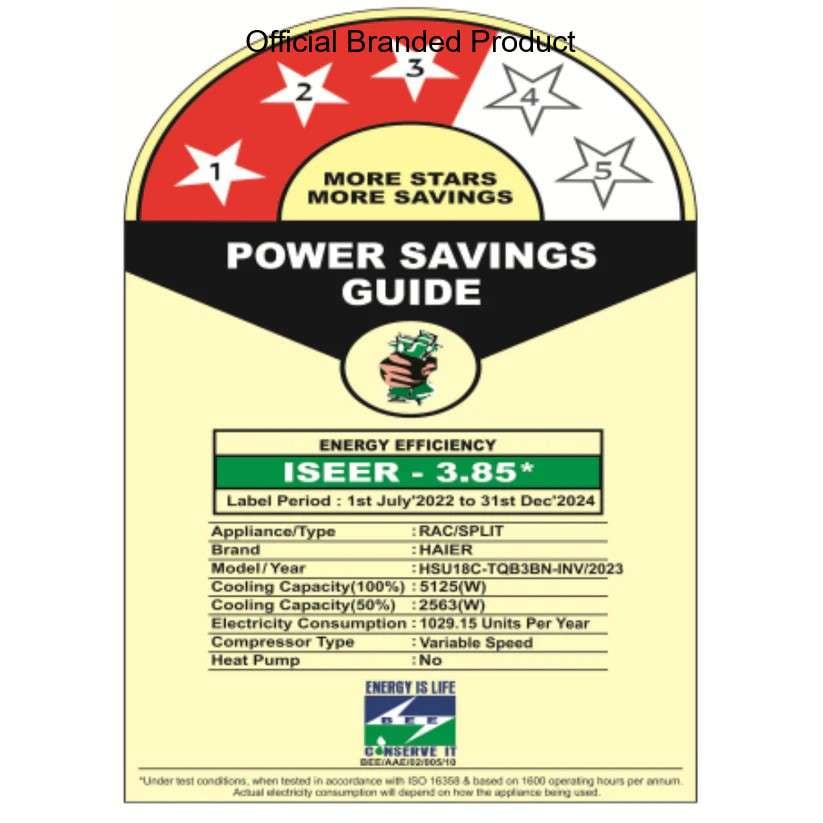 Official Branded Product
1 2 3 4 5
MORE STARS
MORE SAVINGS
POWER SAVINGS
GUIDE
ENERGY EFFICIENCY
ISEER - 3.85*
Label Period : 1st July'2022 to 31st Dec'2024
Appliance/Type : RAC/SPLIT
Brand : HAIER
Model/Year : HSU18C-TQB3BN-INV/2023
Cooling Capacity(100%) : 5125(W)
Cooling Capacity(50%) : 2563(W)
Electricity Consumption : 1029.15 Units Per Year
Compressor Type : Variable Speed
Heat Pump : No
ENERGY IS LIFE
BEE
CONSERVE IT
BEE/AAE/02/005/10
*Under test conditions, when tested in accordance with ISO 16358 & based on 1600 operating hours per annum.
Actual electricity consumption will depend on how the appliance being used.